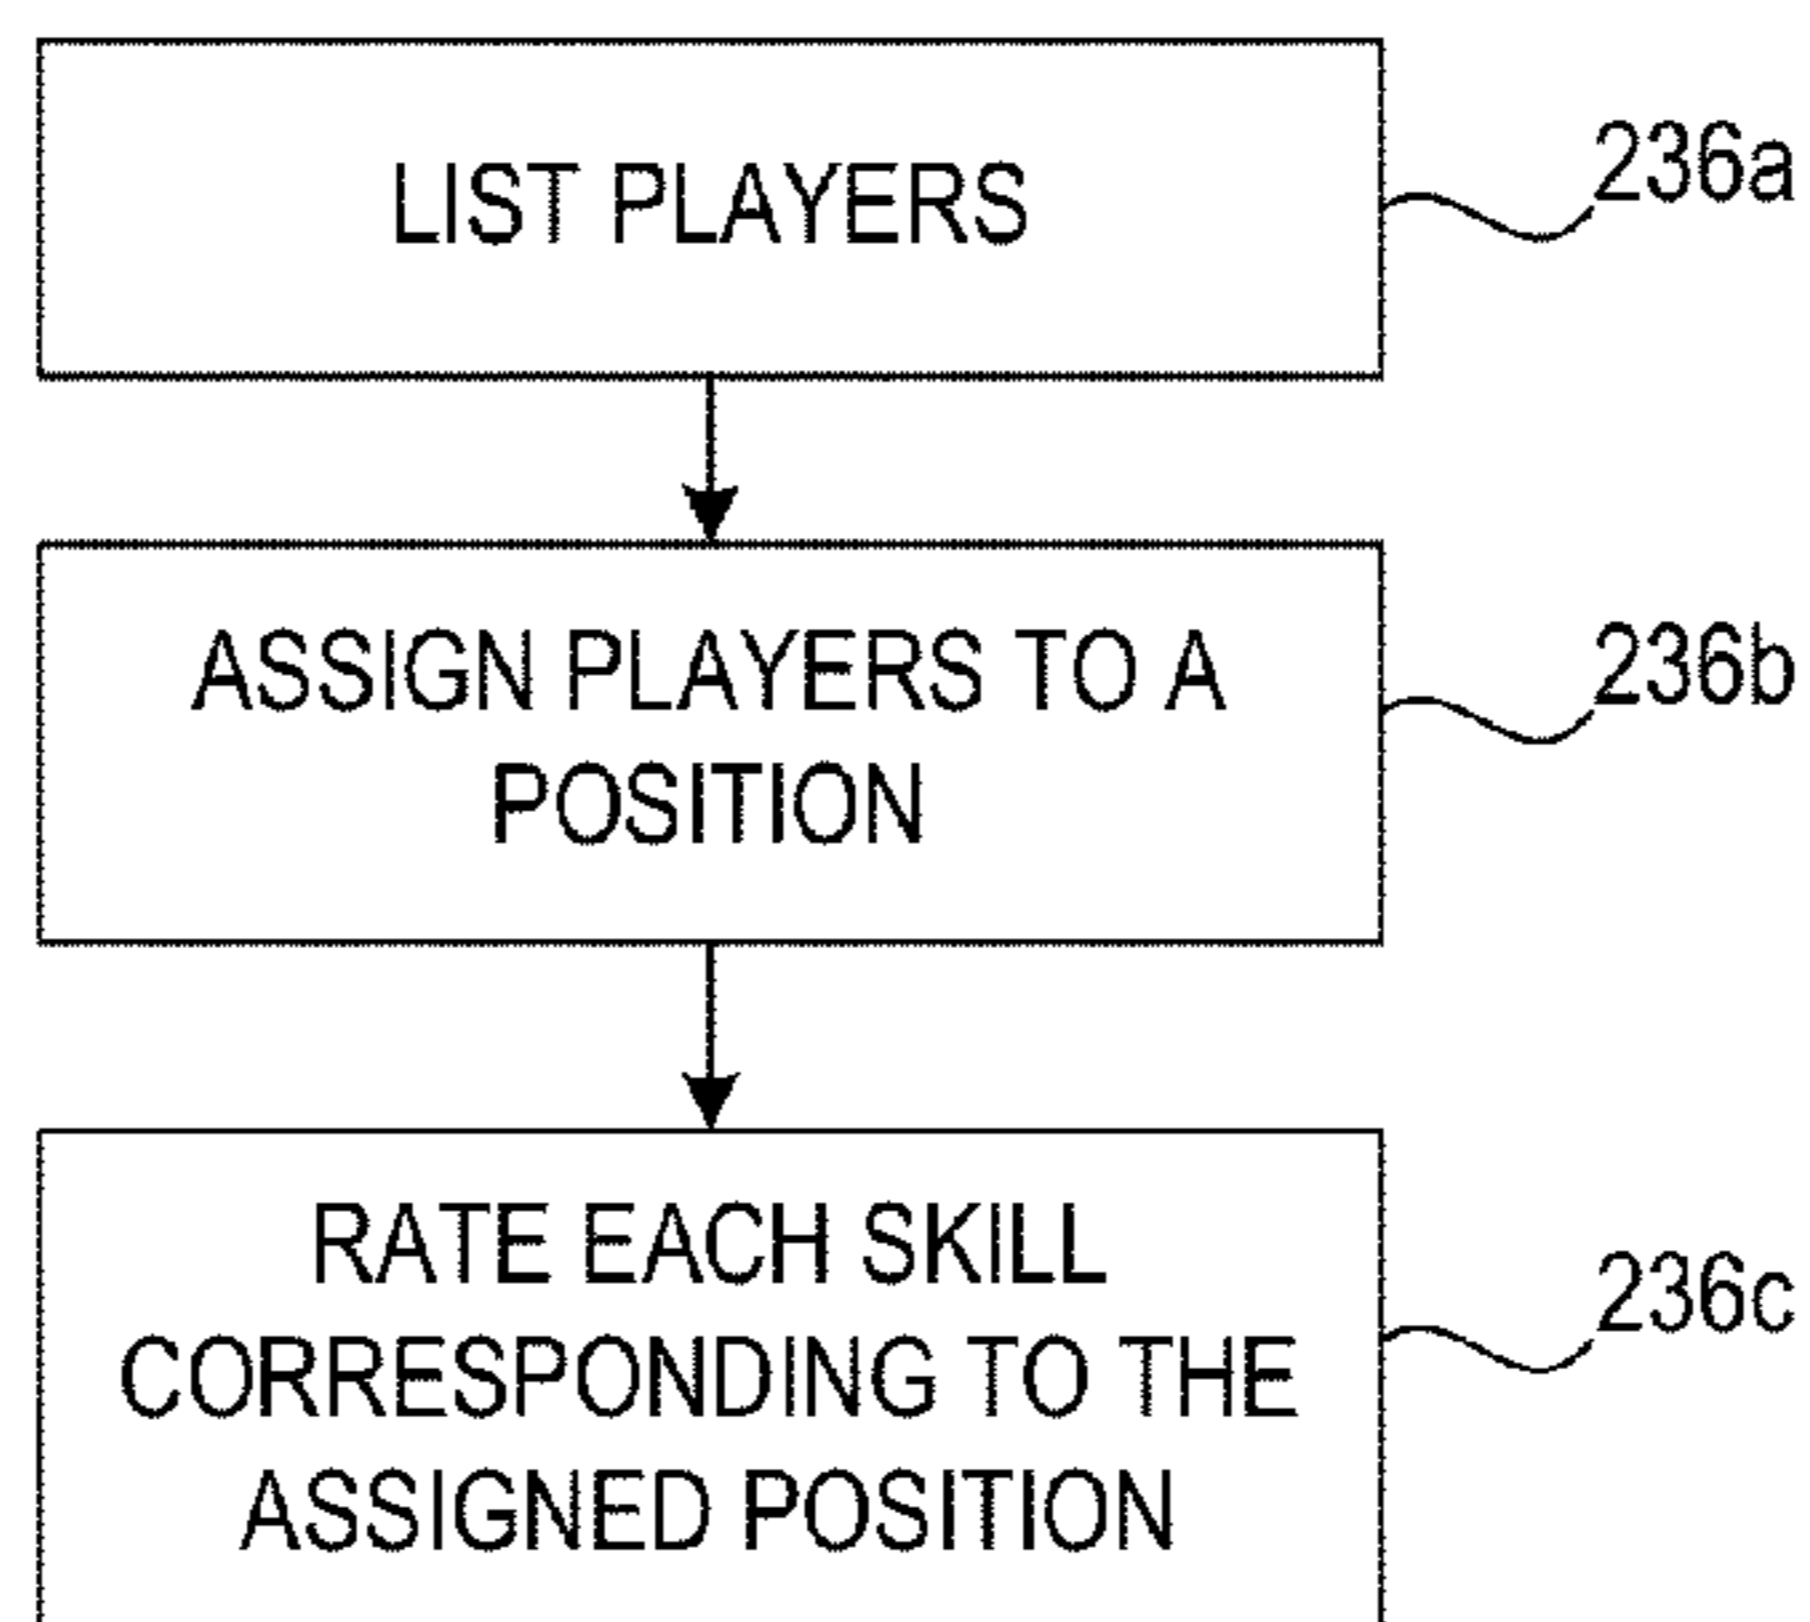 LIST PLAYERS
236a
ASSIGN PLAYERS TO A
POSITION
236b
RATE EACH SKILL
CORRESPONDING TO THE
ASSIGNED POSITION
236c